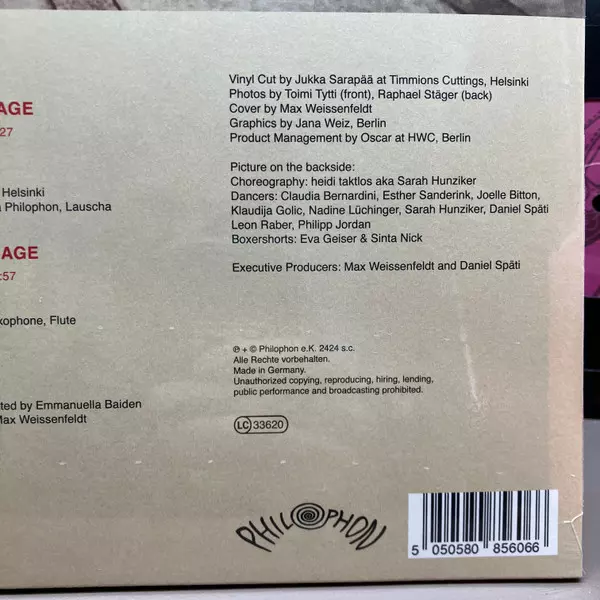 AGE
27
Helsinki
a Philophon, Lauscha
AGE
:57
xophone, Flute
ted by Emmanuella Baiden
Max Weissenfeldt
Vinyl Cut by Jukka Sarapää at Timmions Cuttings, Helsinki
Photos by Toimi Tytti (front), Raphael Stäger (back)
Cover by Max Weissenfeldt
Graphics by Jana Weiz, Berlin
Product Management by Oscar at HWC, Berlin
Picture on the backside:
Choreography: heidi taktlos aka Sarah Hunziker
Dancers: Claudia Bernardini, Esther Sanderink, Joelle Bitton,
Klaudija Golic, Nadine Lüchinger, Sarah Hunziker, Daniel Späti
Leon Raber, Philipp Jordan
Boxershorts: Eva Geiser & Sinta Nick
Executive Producers: Max Weissenfeldt and Daniel Späti
℗ + © Philophon e.K. 2424 s.c.
Alle Rechte vorbehalten.
Made in Germany.
Unauthorized copying, reproducing, hiring, lending,
public performance and broadcasting prohibited.
LC 33620
PHILOPHON
5 050580 856066